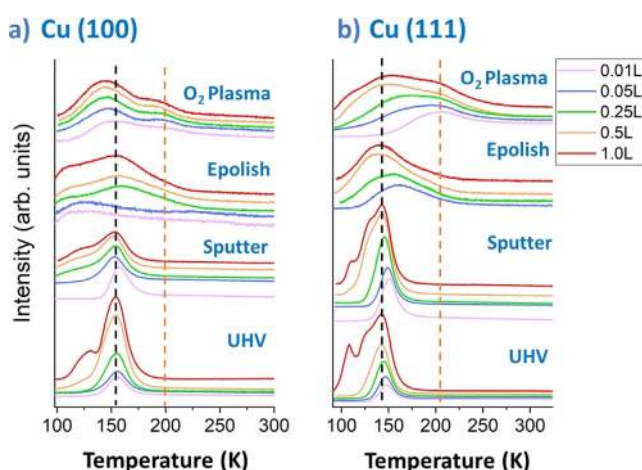 a) Cu (100)
b) Cu (111)
O2 Plasma
Epolish
Sputter
UHV
O2 Plasma
Epolish
Sputter
UHV
0.01L
0.05L
0.25L
0.5L
1.0L
Intensity (arb. units)
100 150 200 250 300
100 150 200 250 300
Temperature (K)
Temperature (K)